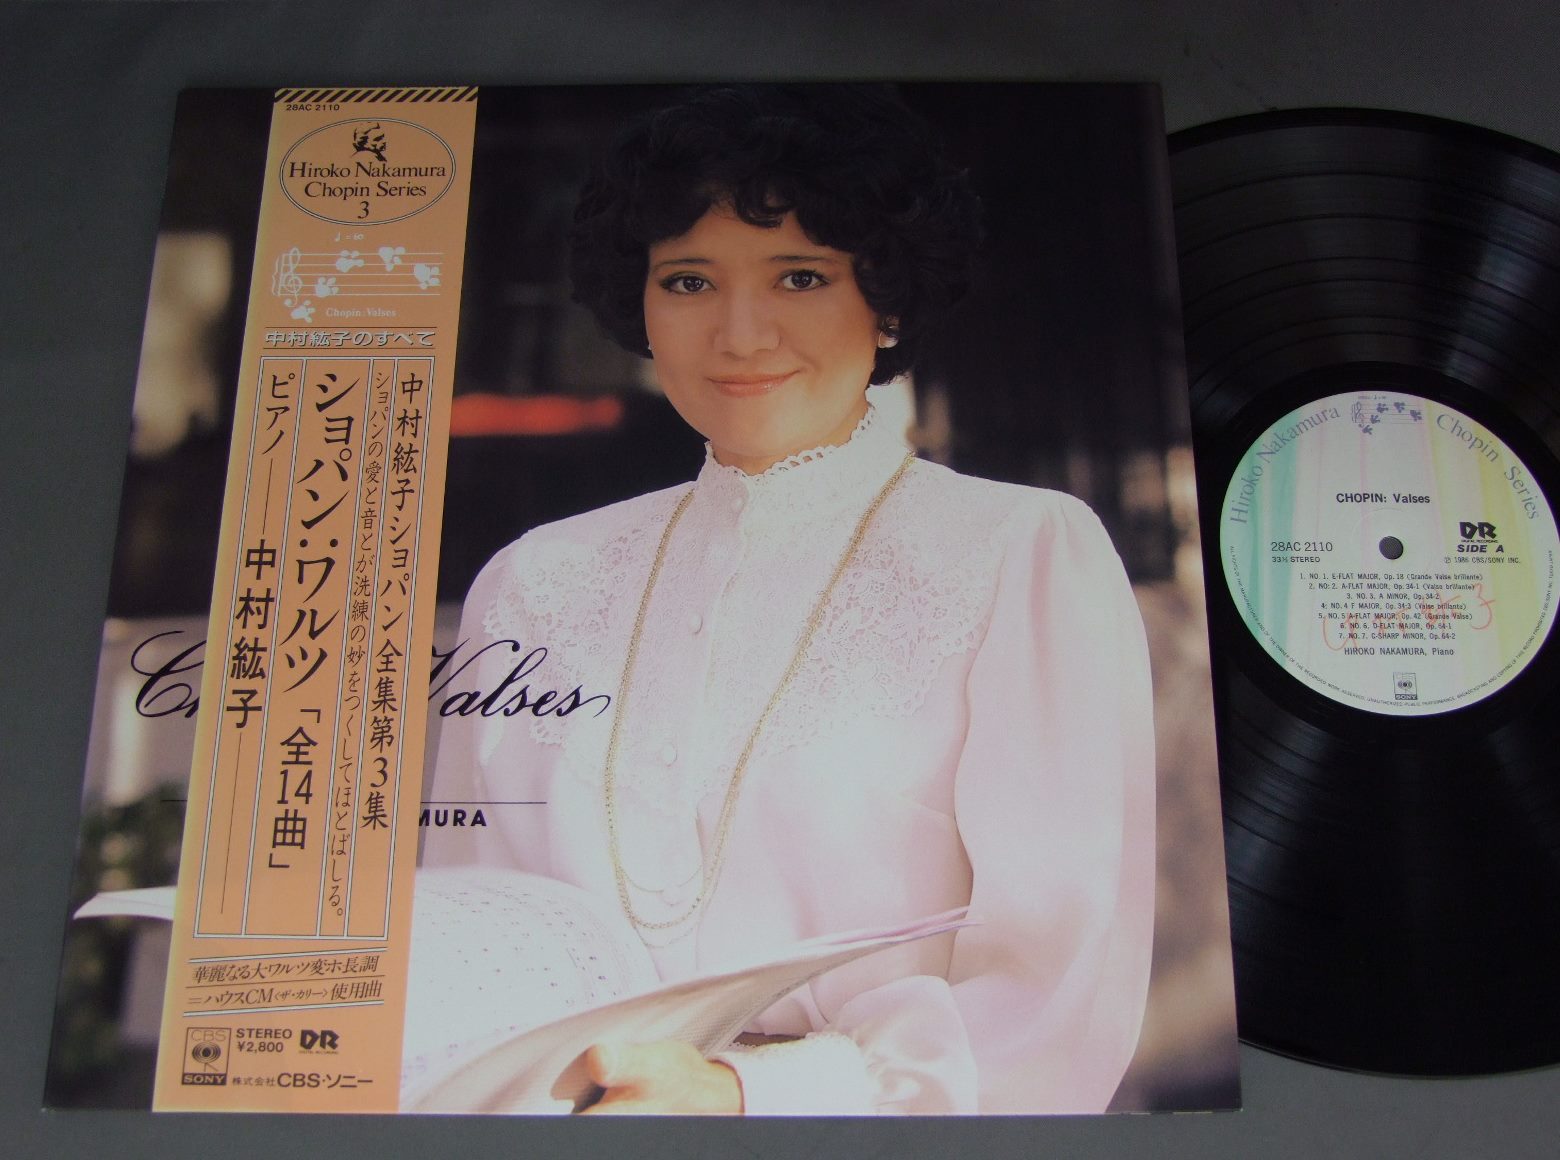 28AC 2110
Hiroko Nakamura
Chopin Series
3
♩=60
Chopin:Valses
中村紘子のすべて
中村紘子ショパン全集第3集
ショパンの愛と音とが洗練の妙をつくしてほとばしる。
ショパン:ワルツ「全14曲」
ピアノ──中村紘子──
華麗なる大ワルツ変ホ長調
=ハウスCM〈ザ・カリー〉使用曲
CBS
SONY
STEREO
¥2,800
DR
DIGITAL RECORDING
株式会社CBS・ソニー
Valses
MURA
Hiroko Nakamura Chopin Series
CHOPIN: Valses
28AC 2110
33⅓ STEREO
DR
DIGITAL RECORDING
SIDE A
Ⓟ 1986 CBS/SONY INC.
1. NO. 1. E-FLAT MAJOR, Op. 18 (Grande Valse brillante)
2. NO. 2. A-FLAT MAJOR, Op. 34-1 (Valse brillante)
3. NO. 3. A MINOR, Op. 34-2
4. NO. 4 F MAJOR, Op. 34-3 (Valse brillante)
5. NO. 5 A-FLAT MAJOR, Op. 42 (Grande Valse)
6. NO. 6. D-FLAT MAJOR, Op. 64-1
7. NO. 7. C-SHARP MINOR, Op. 64-2
HIROKO NAKAMURA, Piano
CBS
SONY